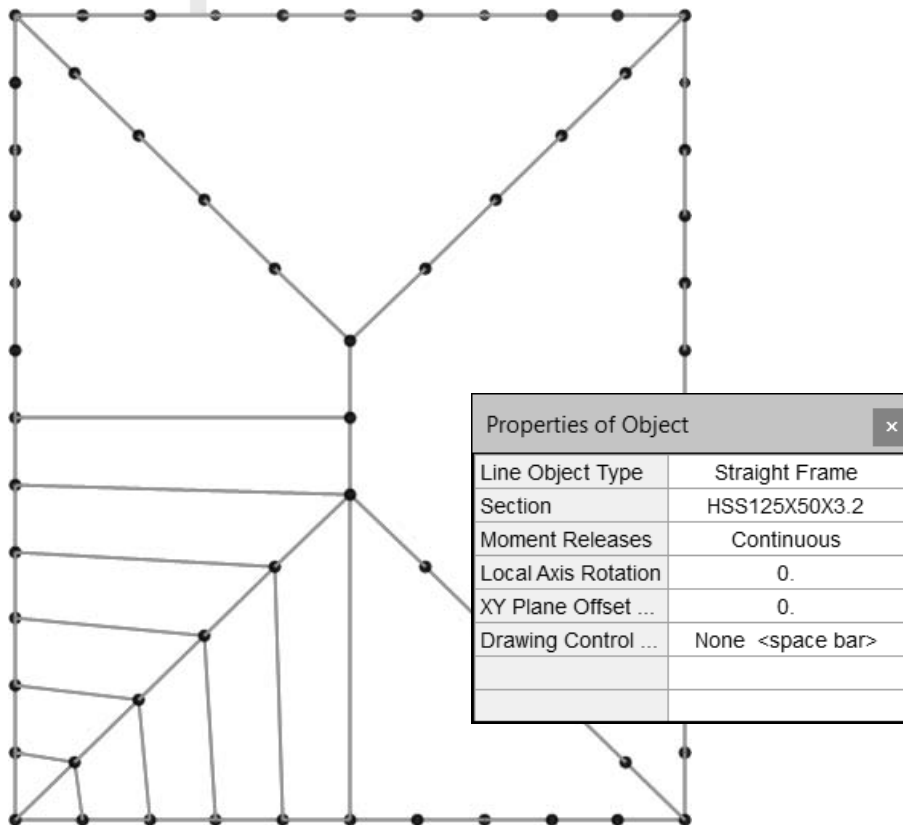 Properties of Object ×
Line Object Type Straight Frame
Section HSS125X50X3.2
Moment Releases Continuous
Local Axis Rotation 0.
XY Plane Offset ... 0.
Drawing Control ... None <space bar>